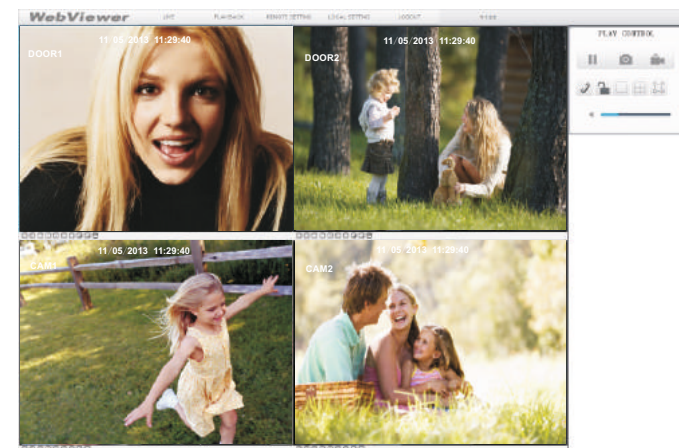 WebViewer LIVE PLAYBACK REMOTE SETTING LOCAL SETTING LOGOUT
PLAY CONTROL
11/05/2013 11:29:40
DOOR1
11/05/2013 11:29:40
DOOR2
11/05/2013 11:29:40
CAM1
11/05/2013 11:29:40
CAM2